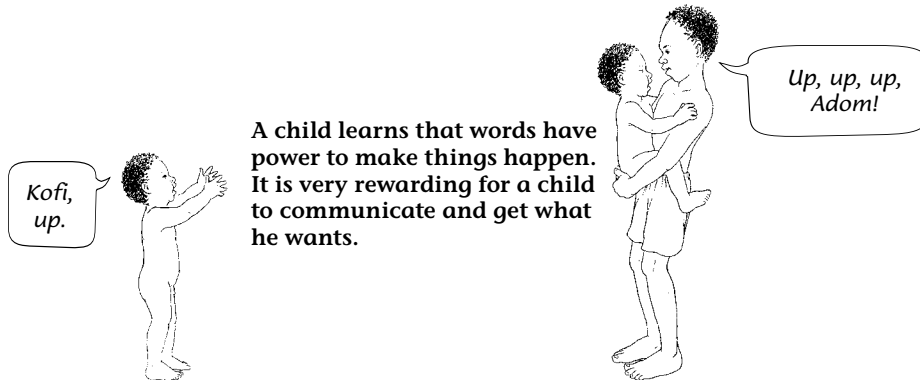 Kofi,
up.
A child learns that words have
power to make things happen.
It is very rewarding for a child
to communicate and get what
he wants.
Up, up, up,
Adom!